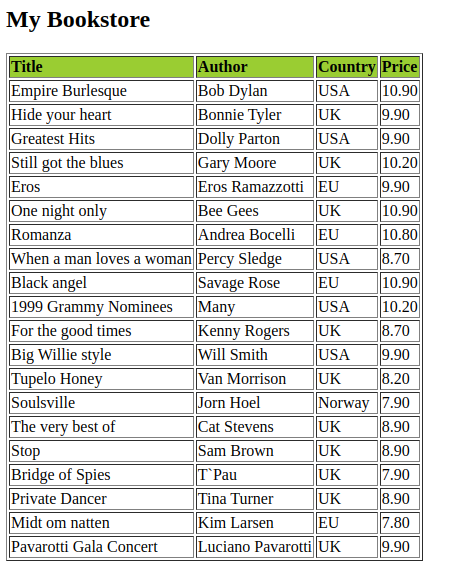 My Bookstore
Title Author Country Price
Empire Burlesque Bob Dylan USA 10.90
Hide your heart Bonnie Tyler UK 9.90
Greatest Hits Dolly Parton USA 9.90
Still got the blues Gary Moore UK 10.20
Eros Eros Ramazzotti EU 9.90
One night only Bee Gees UK 10.90
Romanza Andrea Bocelli EU 10.80
When a man loves a woman Percy Sledge USA 8.70
Black angel Savage Rose EU 10.90
1999 Grammy Nominees Many USA 10.20
For the good times Kenny Rogers UK 8.70
Big Willie style Will Smith USA 9.90
Tupelo Honey Van Morrison UK 8.20
Soulsville Jorn Hoel Norway 7.90
The very best of Cat Stevens UK 8.90
Stop Sam Brown UK 8.90
Bridge of Spies T`Pau UK 7.90
Private Dancer Tina Turner UK 8.90
Midt om natten Kim Larsen EU 7.80
Pavarotti Gala Concert Luciano Pavarotti UK 9.90